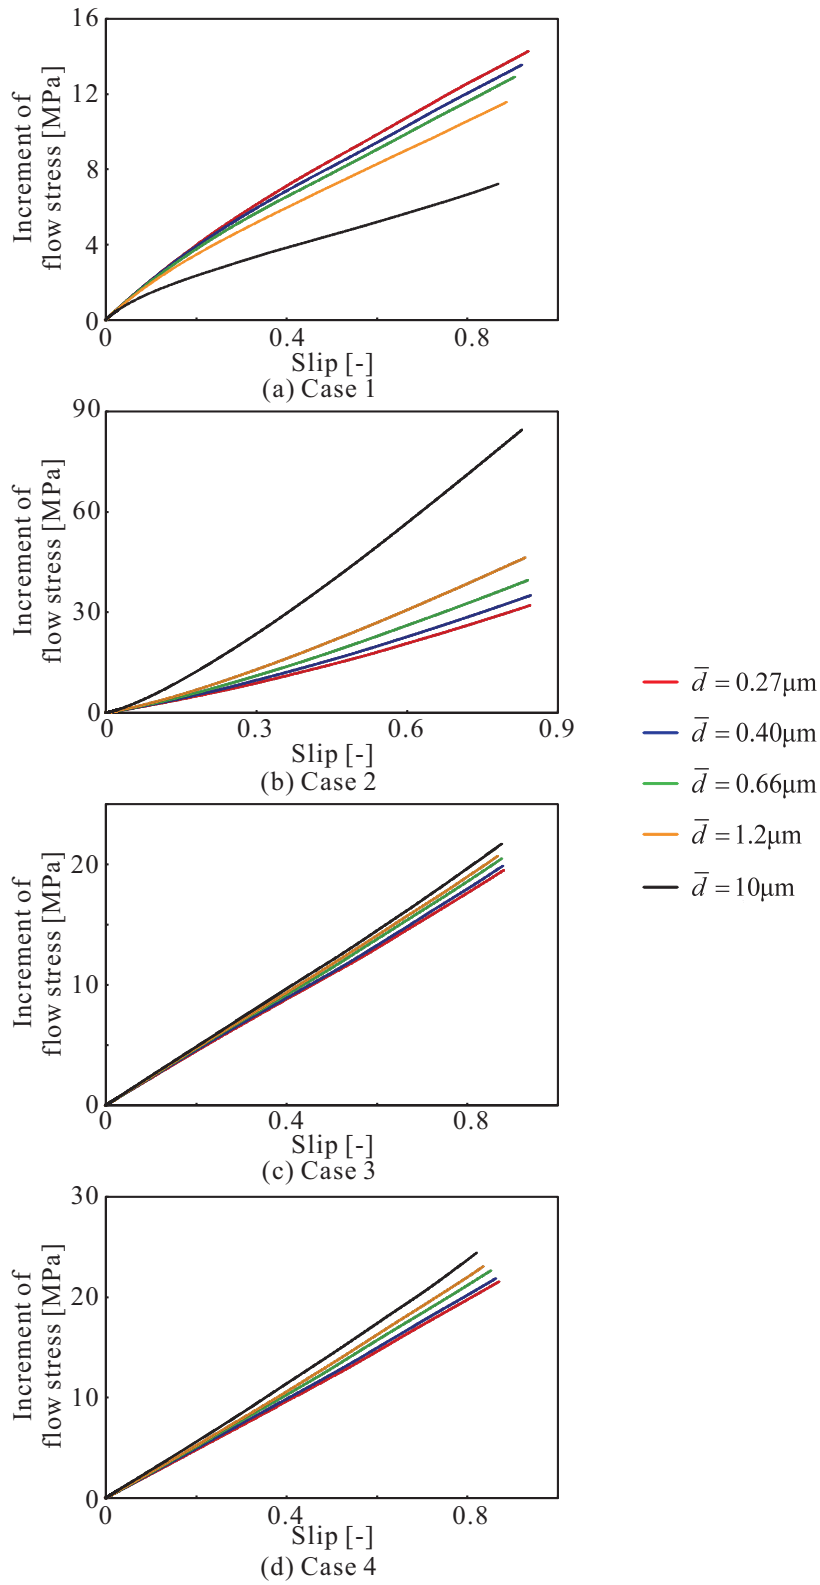 16
12
8
4
0
Increment of
flow stress [MPa]
0
0.4
0.8
Slip [-]
(a) Case 1
90
60
30
0
Increment of
flow stress [MPa]
0
0.3
0.6
0.9
Slip [-]
(b) Case 2
d̅ = 0.27μm
d̅ = 0.40μm
d̅ = 0.66μm
d̅ = 1.2μm
d̅ = 10μm
20
10
0
Increment of
flow stress [MPa]
0
0.4
0.8
Slip [-]
(c) Case 3
30
20
10
0
Increment of
flow stress [MPa]
0
0.4
0.8
Slip [-]
(d) Case 4